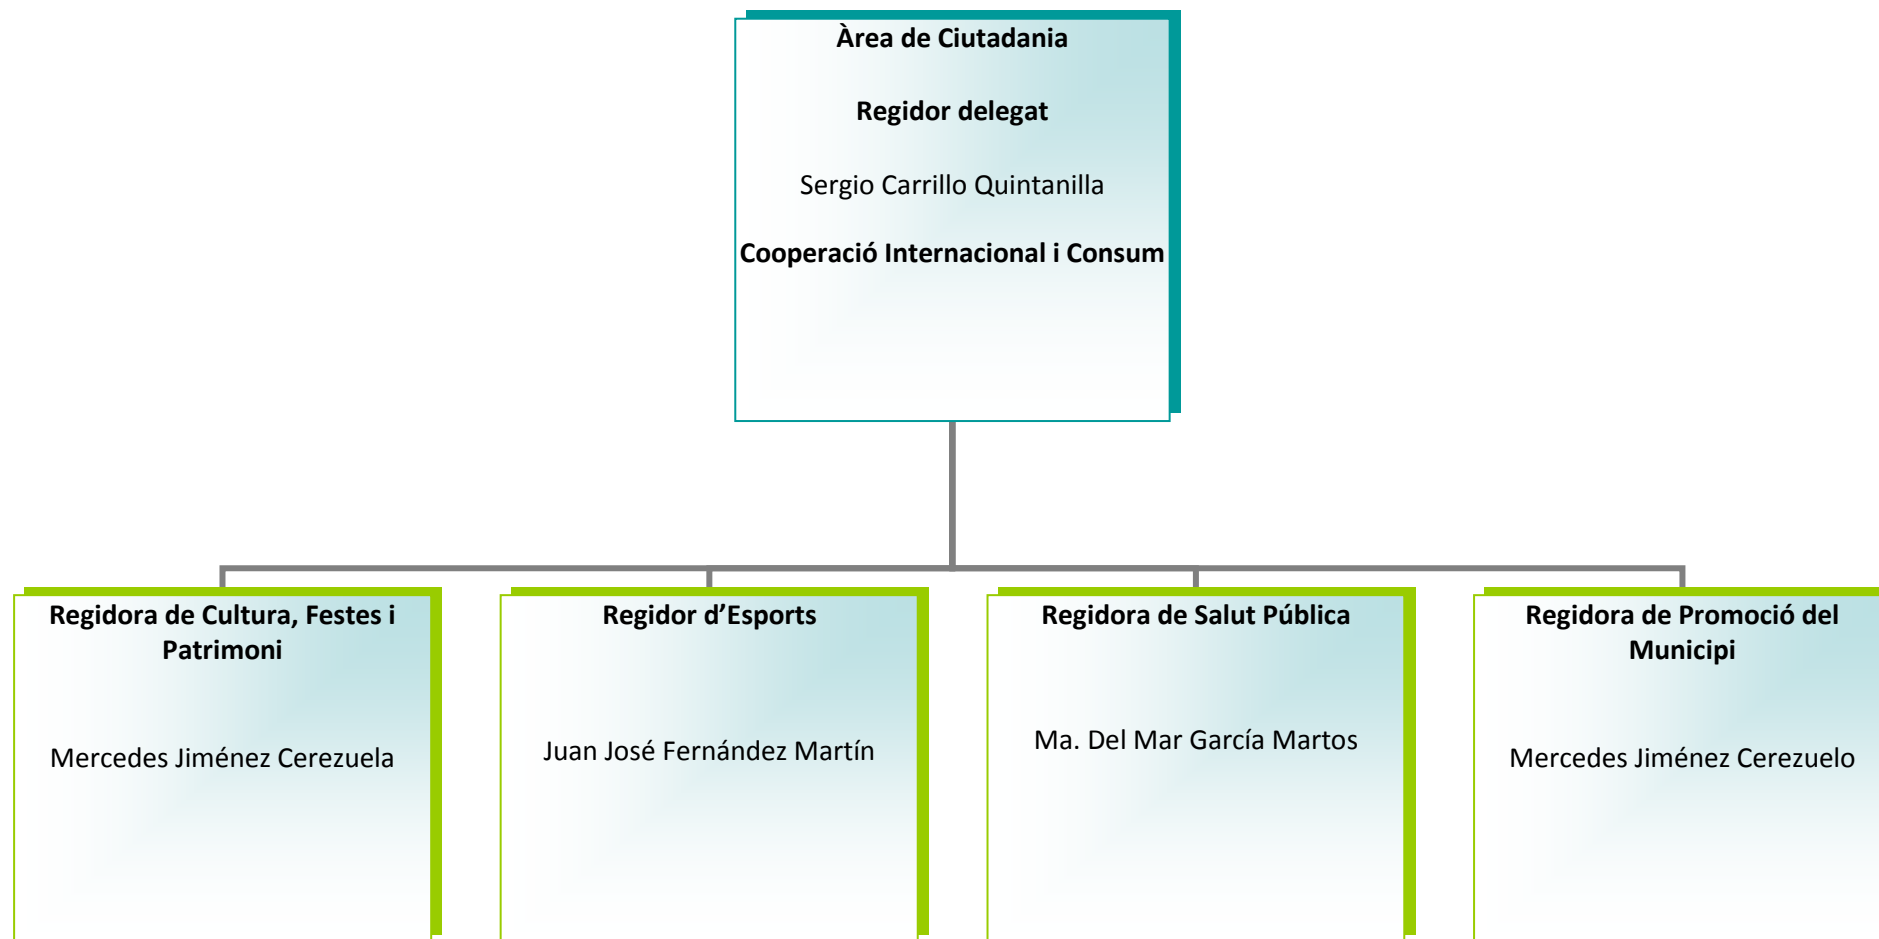 Àrea de Ciutadania
Regidor delegat
Sergio Carrillo Quintanilla
Cooperació Internacional i Consum
Regidora de Cultura, Festes i
Patrimoni
Mercedes Jiménez Cerezuela
Regidor d’Esports
Juan José Fernández Martín
Regidora de Salut Pública
Ma. Del Mar García Martos
Regidora de Promoció del
Municipi
Mercedes Jiménez Cerezuelo